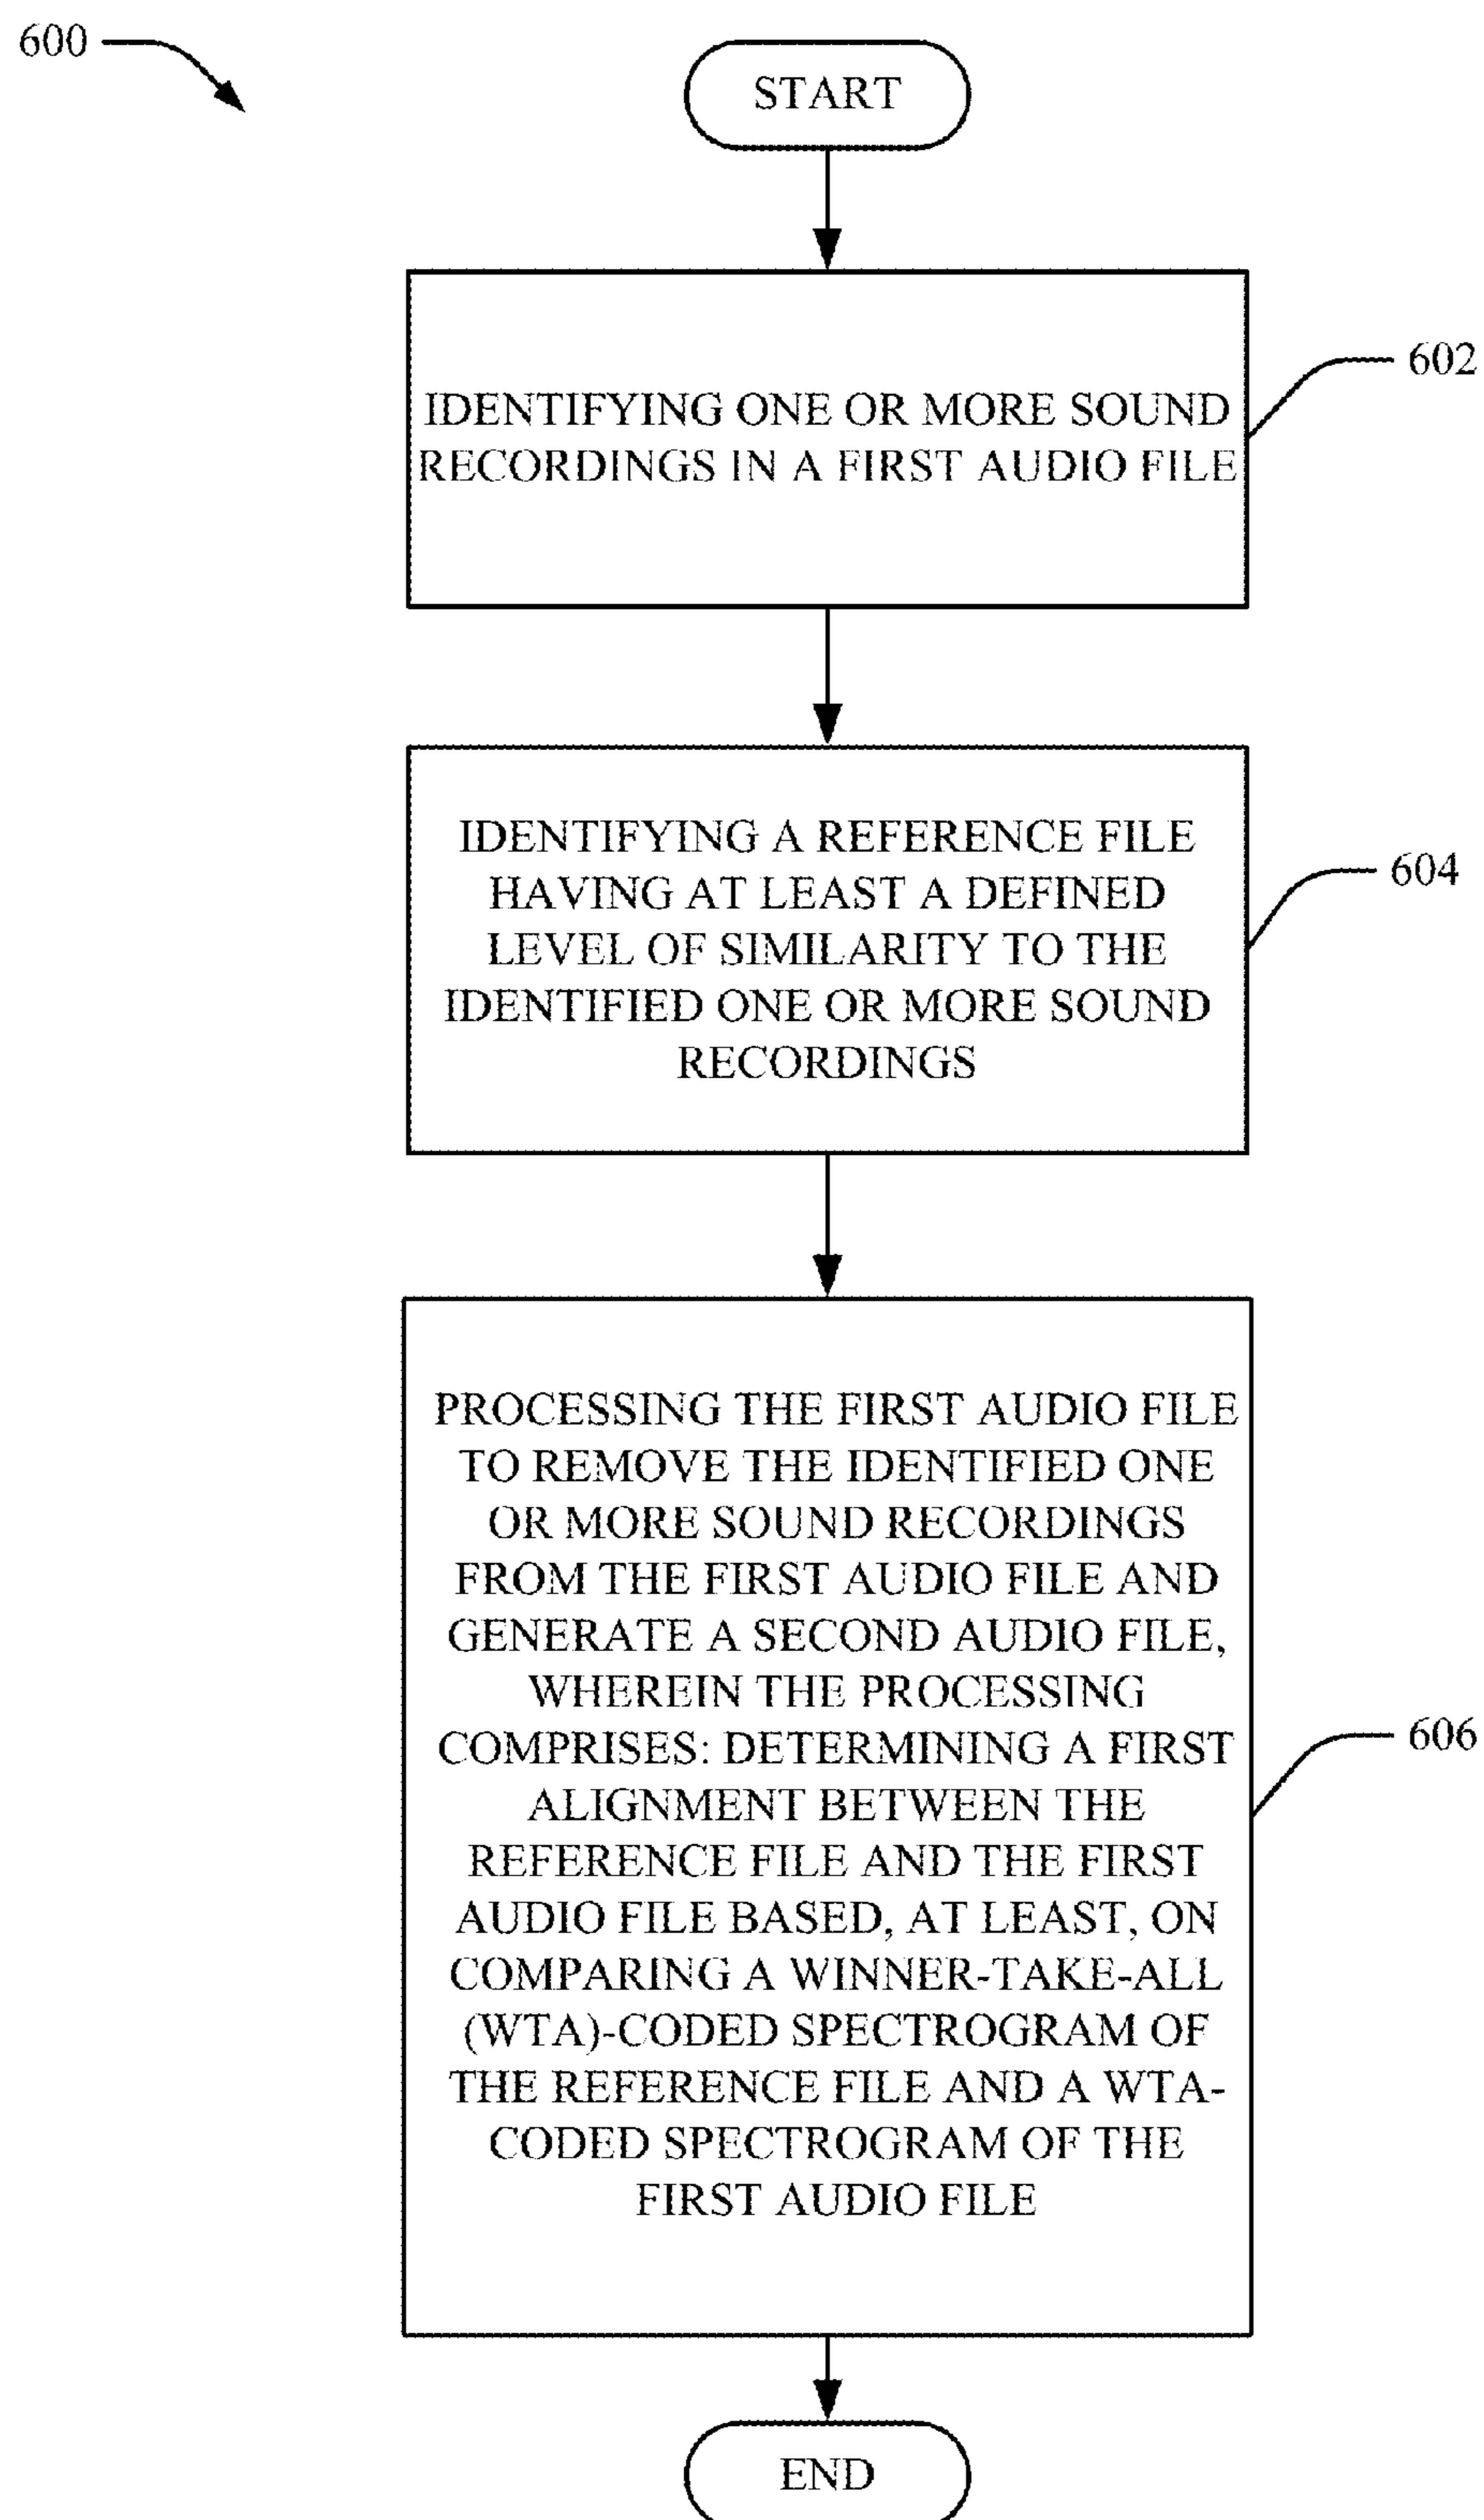 600
START
IDENTIFYING ONE OR MORE SOUND
RECORDINGS IN A FIRST AUDIO FILE
602
IDENTIFYING A REFERENCE FILE
HAVING AT LEAST A DEFINED
LEVEL OF SIMILARITY TO THE
IDENTIFIED ONE OR MORE SOUND
RECORDINGS
604
PROCESSING THE FIRST AUDIO FILE
TO REMOVE THE IDENTIFIED ONE
OR MORE SOUND RECORDINGS
FROM THE FIRST AUDIO FILE AND
GENERATE A SECOND AUDIO FILE,
WHEREIN THE PROCESSING
COMPRISES: DETERMINING A FIRST
ALIGNMENT BETWEEN THE
REFERENCE FILE AND THE FIRST
AUDIO FILE BASED, AT LEAST, ON
COMPARING A WINNER-TAKE-ALL
(WTA)-CODED SPECTROGRAM OF
THE REFERENCE FILE AND A WTA-
CODED SPECTROGRAM OF THE
FIRST AUDIO FILE
606
END